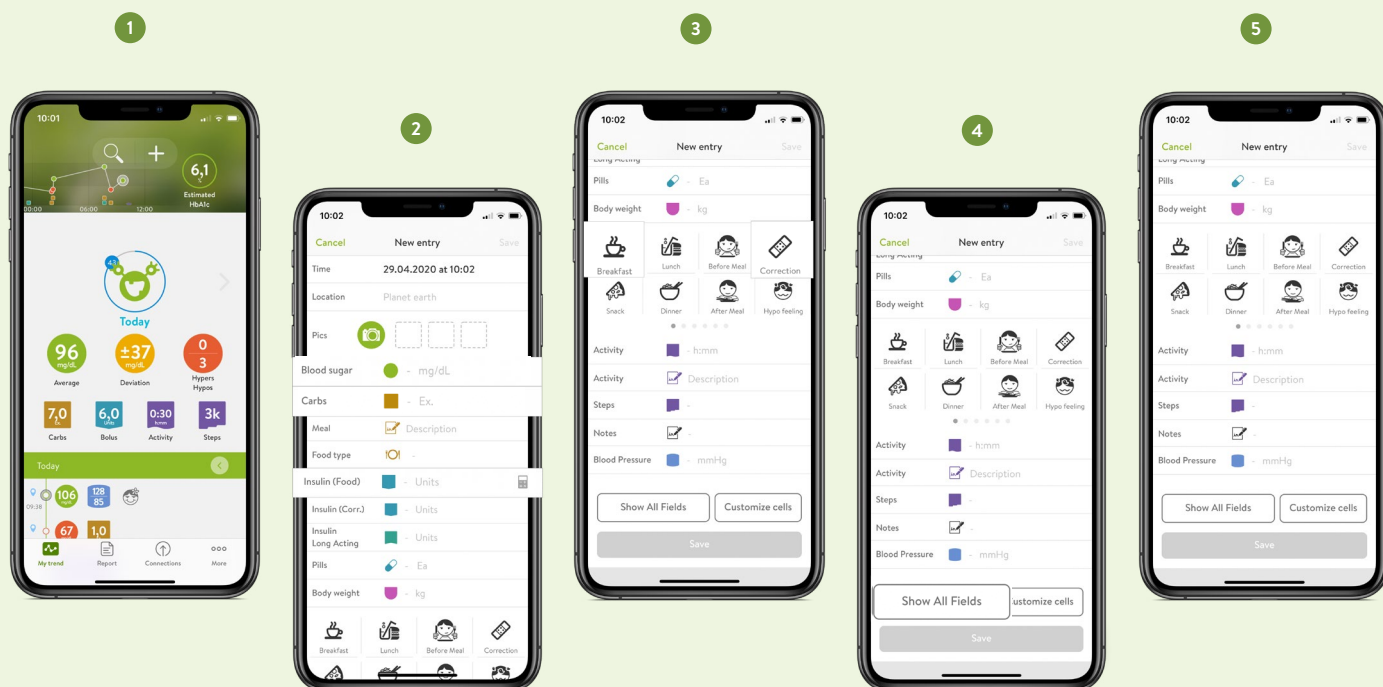 1
10:01
6,1
%
Estimated
HbA1c
00:00 06:00 12:00
4.3
Today
96
mg/dL
Average
±37
mg/dL
Deviation
0
3
Hypers
Hypos
7,0
Ex
Carbs
6,0
Units
Bolus
0:30
h:mm
Activity
3k
Steps
Today
09:38
106
mg/dL
128
85
67
1,0
My trend Report Connections More
2
10:02
Cancel New entry Save
Time 29.04.2020 at 10:02
Location Planet earth
Pics
Blood sugar - mg/dL
Carbs - Ex.
Meal Description
Food type -
Insulin (Food) - Units
Insulin (Corr.) - Units
Insulin
Long Acting - Units
Pills - Ea
Body weight - kg
Breakfast Lunch Before Meal Correction
3
10:02
Cancel New entry Save
Long Acting
Pills - Ea
Body weight - kg
Breakfast Lunch Before Meal Correction
Snack Dinner After Meal Hypo feeling
Activity - h:mm
Activity Description
Steps -
Notes -
Blood Pressure - mmHg
Show All Fields Customize cells
Save
4
10:02
Cancel New entry Save
Long Acting
Pills - Ea
Body weight - kg
Breakfast Lunch Before Meal Correction
Snack Dinner After Meal Hypo feeling
Activity - h:mm
Activity Description
Steps -
Notes -
Blood Pressure - mmHg
Show All Fields ustomize cells
Save
5
10:02
Cancel New entry Save
Long Acting
Pills - Ea
Body weight - kg
Breakfast Lunch Before Meal Correction
Snack Dinner After Meal Hypo feeling
Activity - h:mm
Activity Description
Steps -
Notes -
Blood Pressure - mmHg
Show All Fields Customize cells
Save